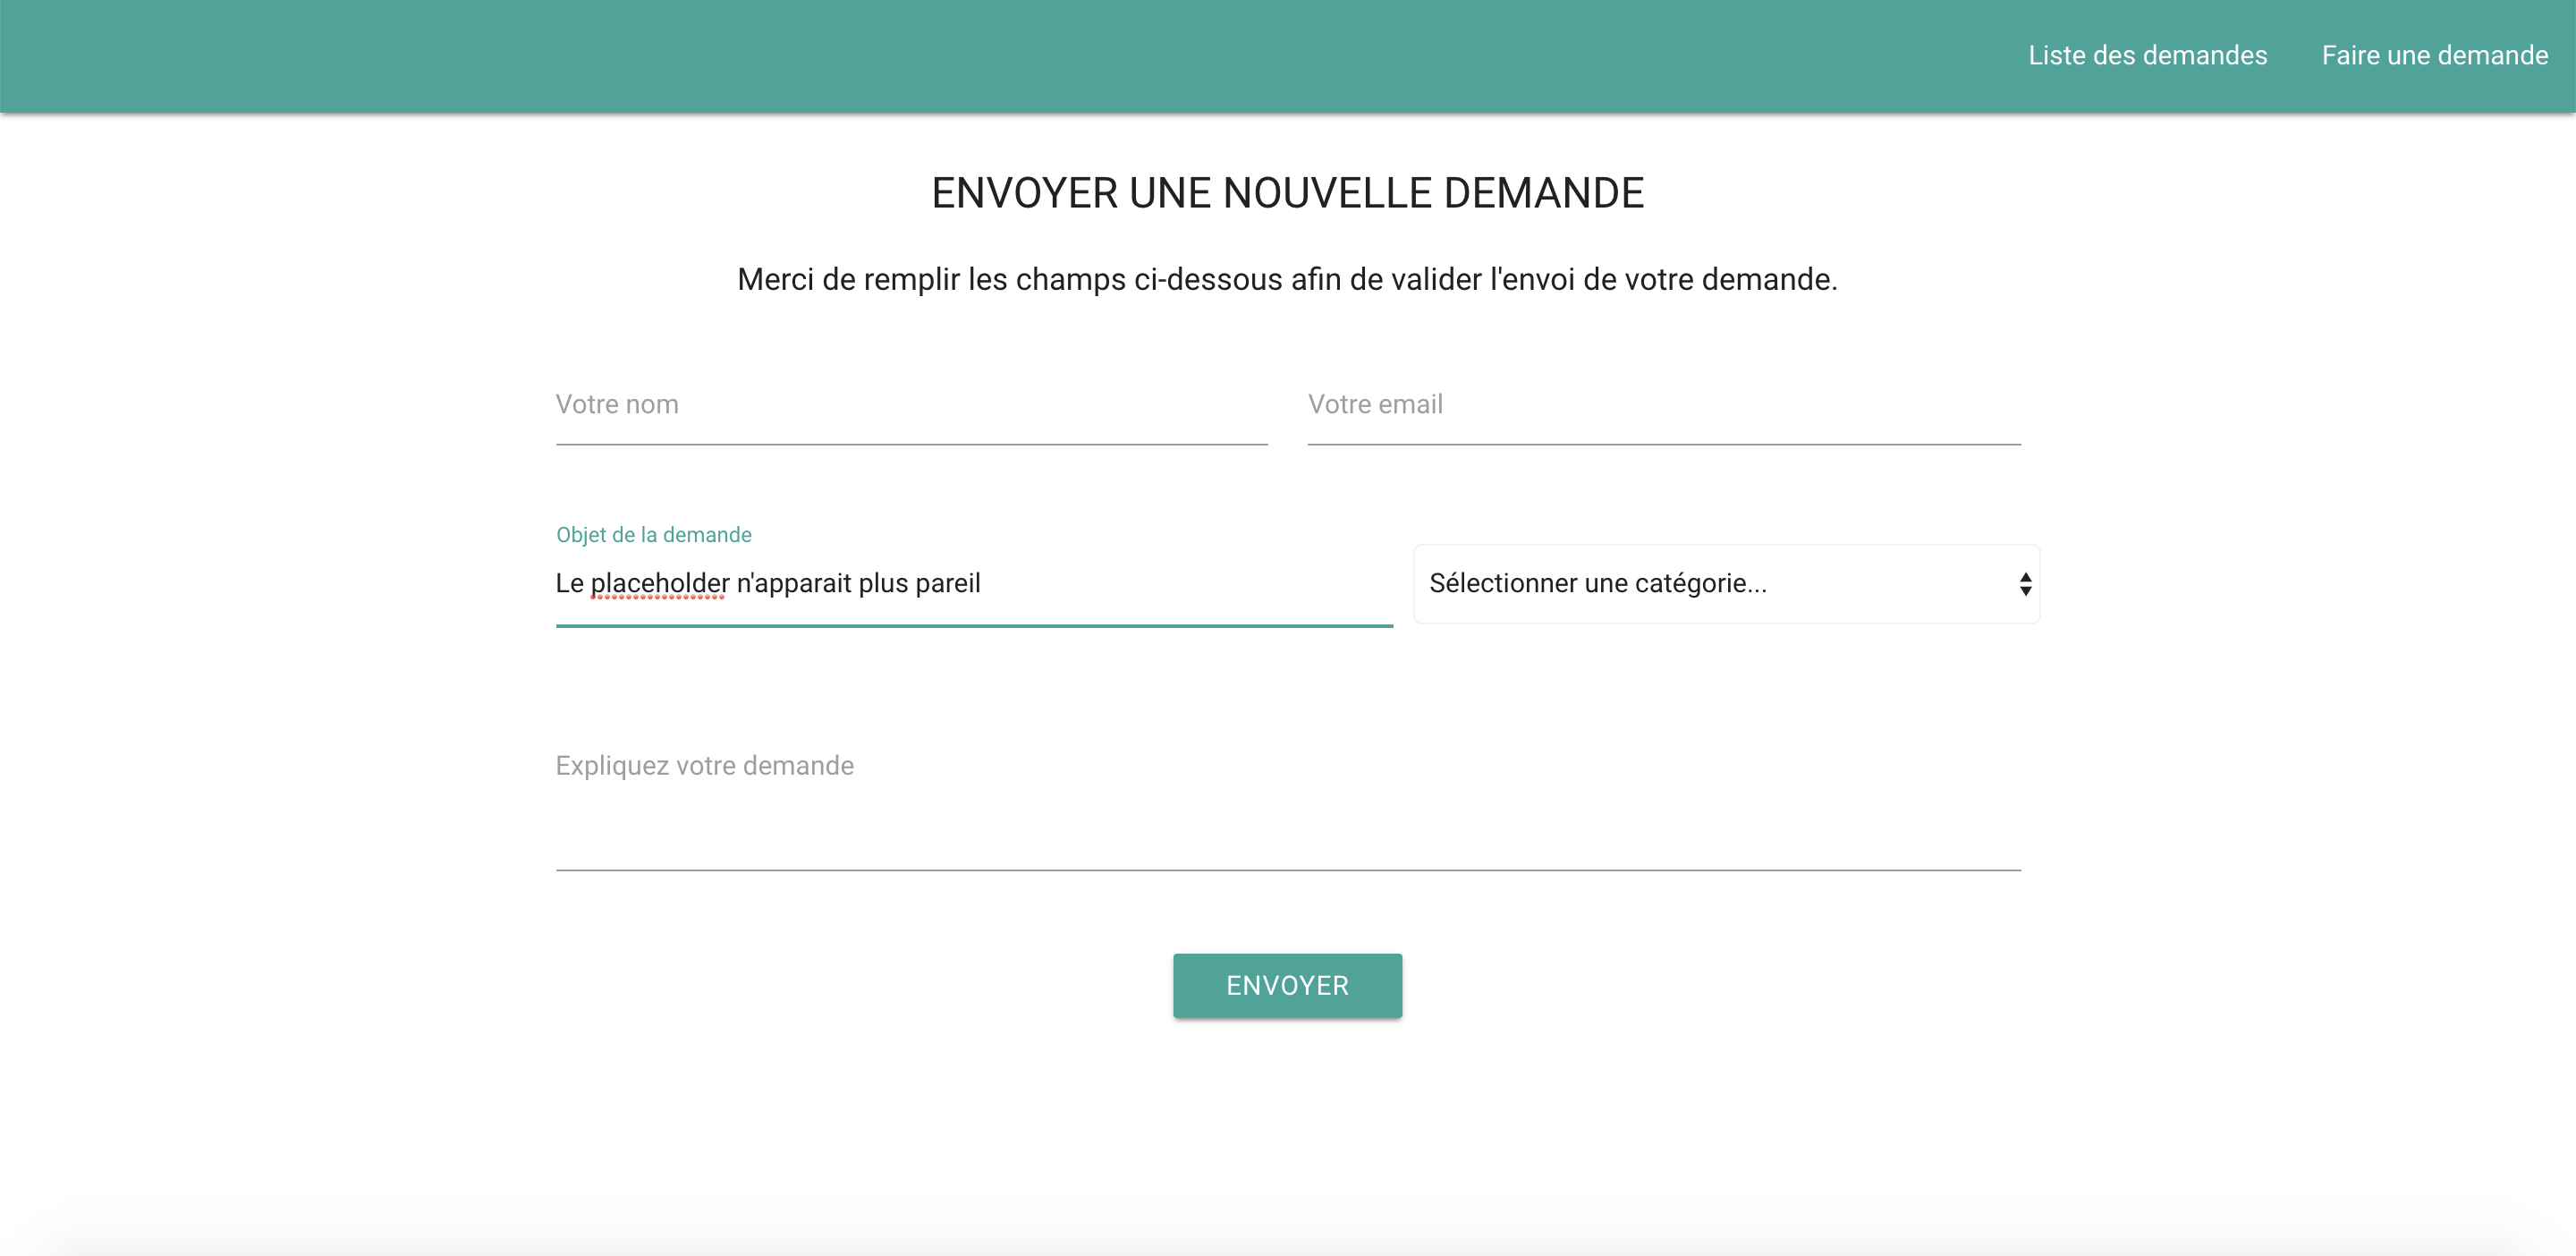 Liste des demandes Faire une demande
ENVOYER UNE NOUVELLE DEMANDE
Merci de remplir les champs ci-dessous afin de valider l'envoi de votre demande.
Votre nom Votre email
Objet de la demande
Le placeholder n'apparait plus pareil Sélectionner une catégorie...
Expliquez votre demande
ENVOYER